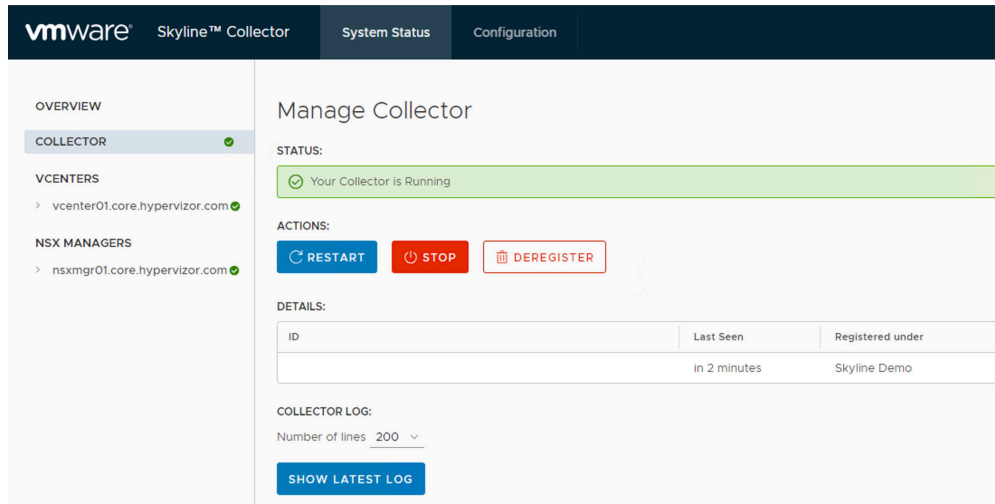 vmware® Skyline™ Collector System Status Configuration
OVERVIEW
COLLECTOR
VCENTERS
vcenter01.core.hypervizor.com
NSX MANAGERS
nsxmgr01.core.hypervizor.com
Manage Collector
STATUS:
Your Collector is Running
ACTIONS:
RESTART STOP DEREGISTER
DETAILS:
ID Last Seen Registered under
in 2 minutes Skyline Demo
COLLECTOR LOG:
Number of lines 200
SHOW LATEST LOG